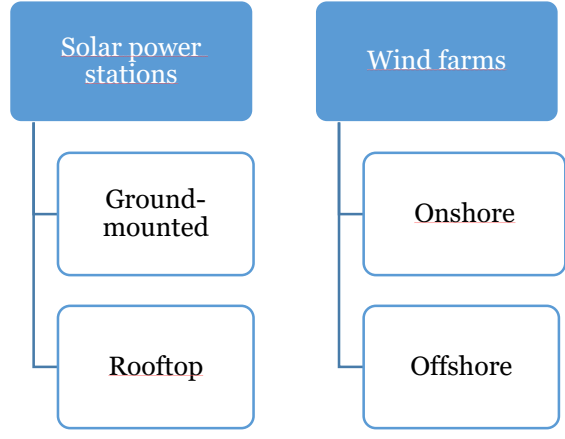 Solar power
stations
Ground-
mounted
Rooftop
Wind farms
Onshore
Offshore